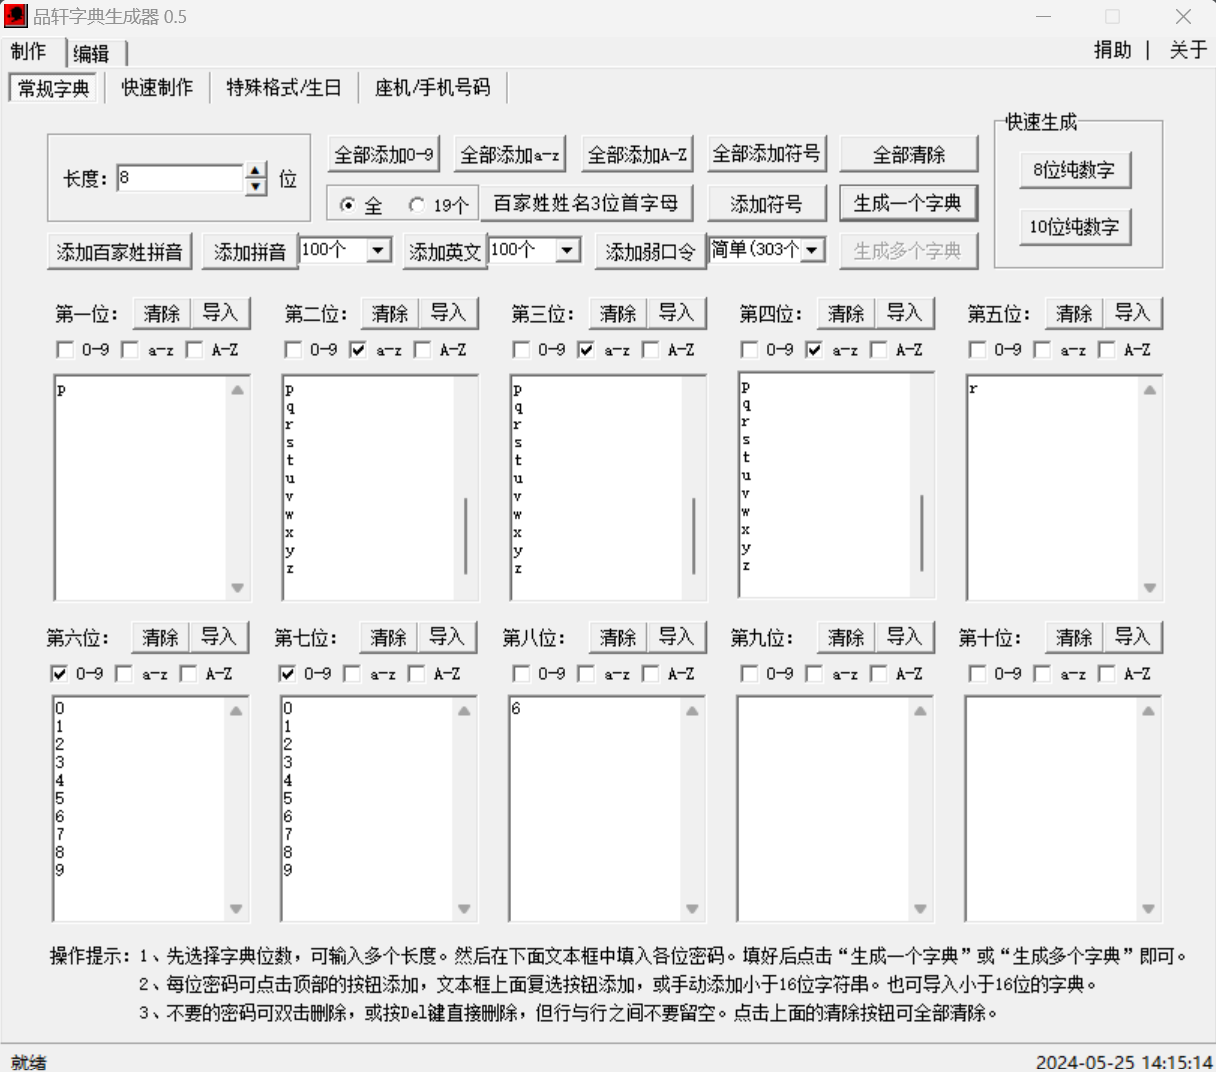 品轩字典生成器 0.5
制作 编辑 捐助 | 关于
常规字典 快速制作 特殊格式/生日 座机/手机号码
快速生成
长度: 8 位 全部添加0-9 全部添加a-z 全部添加A-Z 全部添加符号 全部清除 8位纯数字
全 19个 百家姓姓名3位首字母 添加符号 生成一个字典 10位纯数字
添加百家姓拼音 添加拼音 100个 添加英文 100个 添加弱口令 简单(303个 生成多个字典
第一位: 清除 导入 第二位: 清除 导入 第三位: 清除 导入 第四位: 清除 导入 第五位: 清除 导入
0-9 a-z A-Z 0-9 a-z A-Z 0-9 a-z A-Z 0-9 a-z A-Z 0-9 a-z A-Z
p p p p r
q q q
r r r
s s s
t t t
u u u
v v v
w w w
x x x
y y y
z z z
第六位: 清除 导入 第七位: 清除 导入 第八位: 清除 导入 第九位: 清除 导入 第十位: 清除 导入
0-9 a-z A-Z 0-9 a-z A-Z 0-9 a-z A-Z 0-9 a-z A-Z 0-9 a-z A-Z
0 0 6
1 1
2 2
3 3
4 4
5 5
6 6
7 7
8 8
9 9
操作提示: 1、先选择字典位数，可输入多个长度。然后在下面文本框中填入各位密码。填好后点击“生成一个字典”或“生成多个字典”即可。
2、每位密码可点击顶部的按钮添加，文本框上面复选按钮添加，或手动添加小于16位字符串。也可导入小于16位的字典。
3、不要的密码可双击删除，或按Del键直接删除，但行与行之间不要留空。点击上面的清除按钮可全部清除。
就绪 2024-05-25 14:15:14